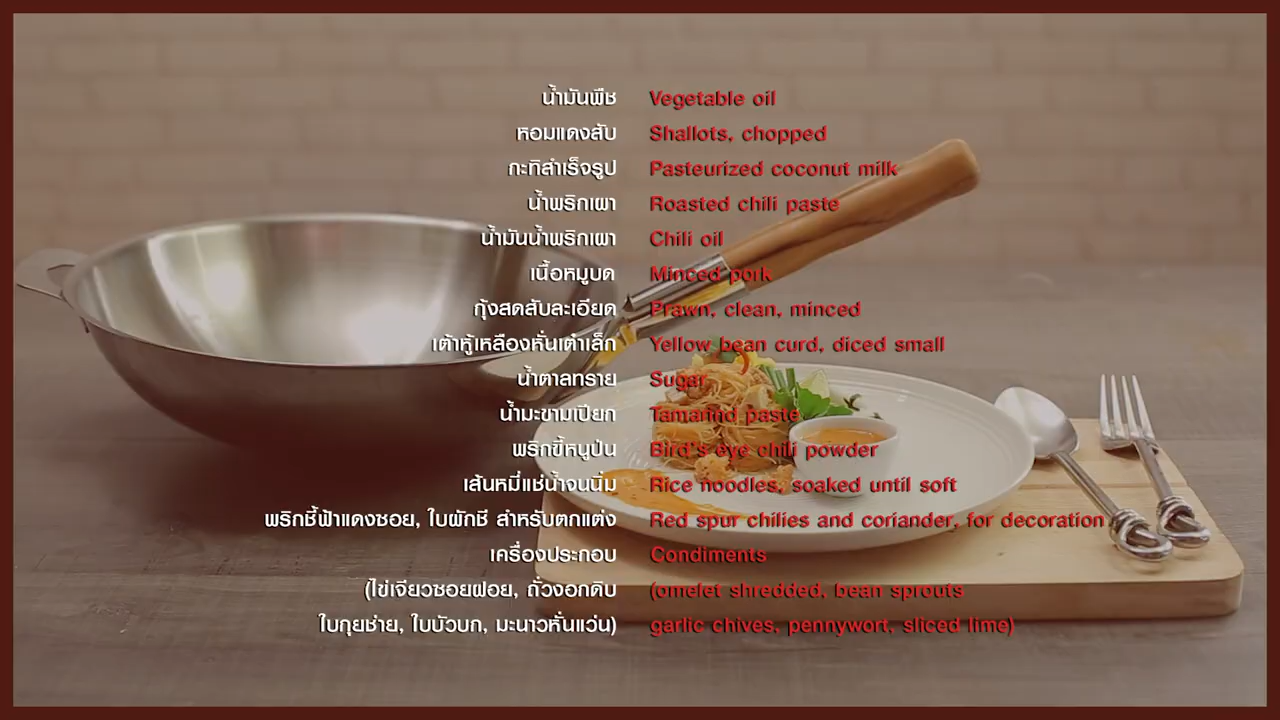 น้ำมันพืช Vegetable oil
หอมแดงสับ Shallots, chopped
กะทิสำเร็จรูป Pasteurized coconut milk
น้ำพริกเผา Roasted chili paste
น้ำมันน้ำพริกเผา Chili oil
เนื้อหมูบด Minced pork
กุ้งสดสับละเอียด Prawn, clean, minced
เต้าหู้เหลืองหั่นเต๋าเล็ก Yellow bean curd, diced small
น้ำตาลทราย Sugar
น้ำมะขามเปียก Tamarind paste
พริกขี้หนูป่น Bird's eye chili powder
เส้นหมี่แช่น้ำจนนิ่ม Rice noodles, soaked until soft
พริกชี้ฟ้าแดงซอย, ใบผักชี สำหรับตกแต่ง Red spur chilies and coriander, for decoration
เครื่องประกอบ Condiments
(ไข่เจียวซอยฝอย, ถั่วงอกดิบ (omelet shredded, bean sprouts
ใบกุยช่าย, ใบบัวบก, มะนาวหั่นแว่น) garlic chives, pennywort, sliced lime)